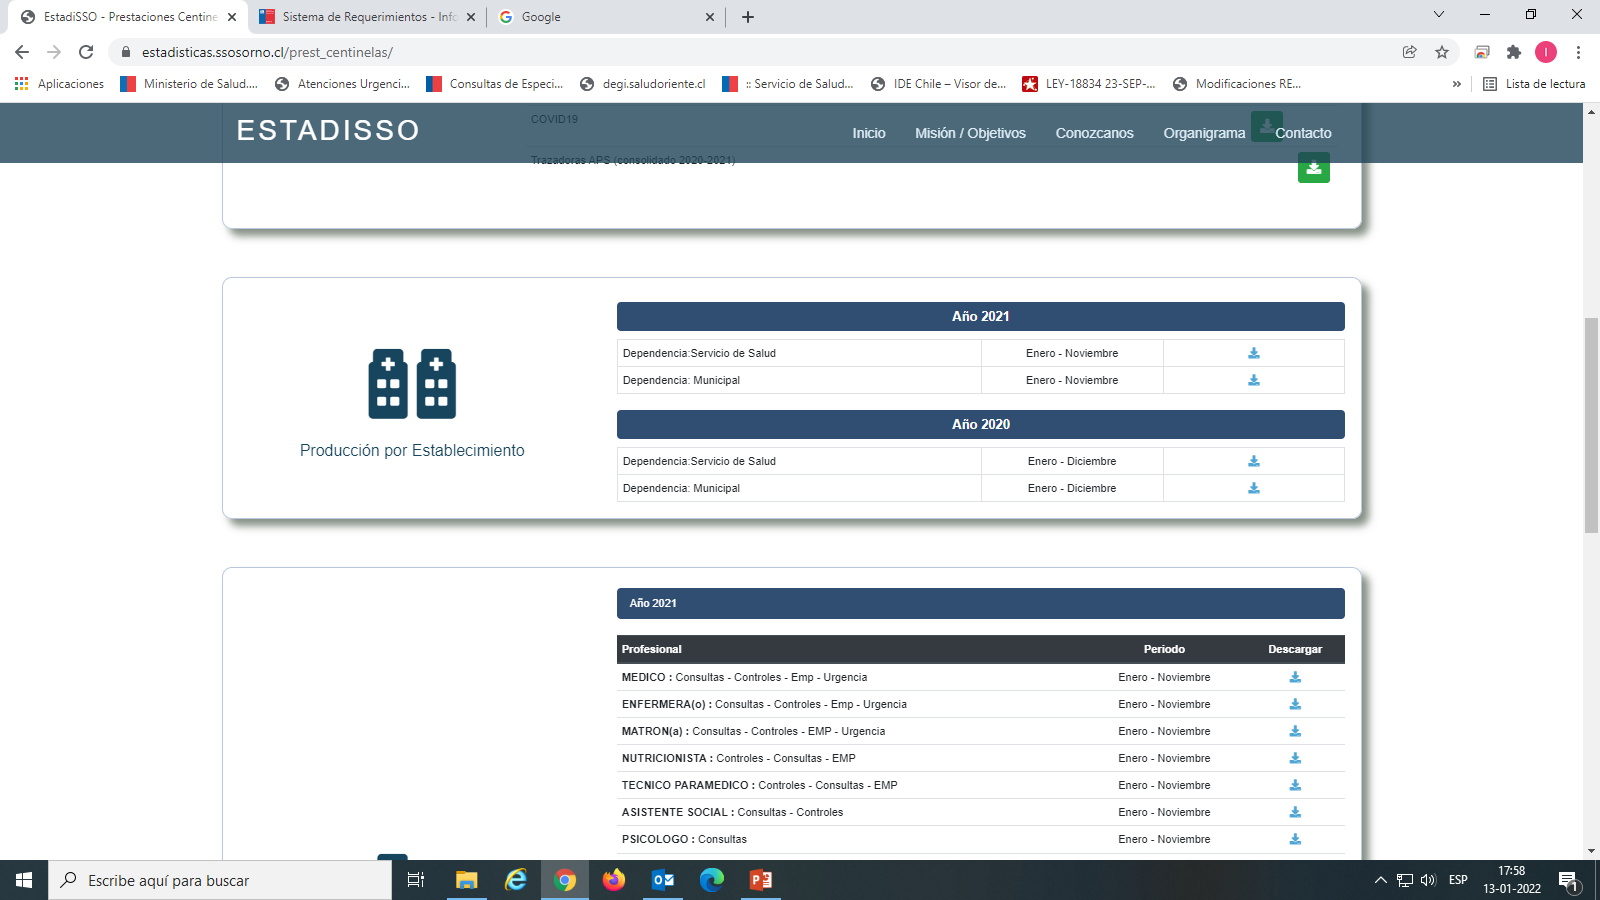 EstadiSSO - Prestaciones Centine
Sistema de Requerimientos - Info
Google
estadisticas.ssosorno.cl/prest_centinelas/
I
Aplicaciones
Ministerio de Salud....
Atenciones Urgenci...
Consultas de Especi...
degi.saludoriente.cl
:: Servicio de Salud...
IDE Chile – Visor de...
LEY-18834 23-SEP-...
Modificaciones RE...
»
Lista de lectura
ESTADISSO
COVID19
Inicio
Misión / Objetivos
Conozcanos
Organigrama
Contacto
Trazadoras APS (consolidado 2020-2021)
Producción por Establecimiento
Año 2021
Dependencia:Servicio de Salud Enero - Noviembre
Dependencia: Municipal Enero - Noviembre
Año 2020
Dependencia:Servicio de Salud Enero - Diciembre
Dependencia: Municipal Enero - Diciembre
Año 2021
Profesional Periodo Descargar
MEDICO : Consultas - Controles - Emp - Urgencia Enero - Noviembre
ENFERMERA(o) : Consultas - Controles - Emp - Urgencia Enero - Noviembre
MATRON(a) : Consultas - Controles - EMP - Urgencia Enero - Noviembre
NUTRICIONISTA : Controles - Consultas - EMP Enero - Noviembre
TECNICO PARAMEDICO : Controles - Consultas - EMP Enero - Noviembre
ASISTENTE SOCIAL : Consultas - Controles Enero - Noviembre
PSICOLOGO : Consultas Enero - Noviembre
Escribe aquí para buscar
ESP
17:58
13-01-2022
1